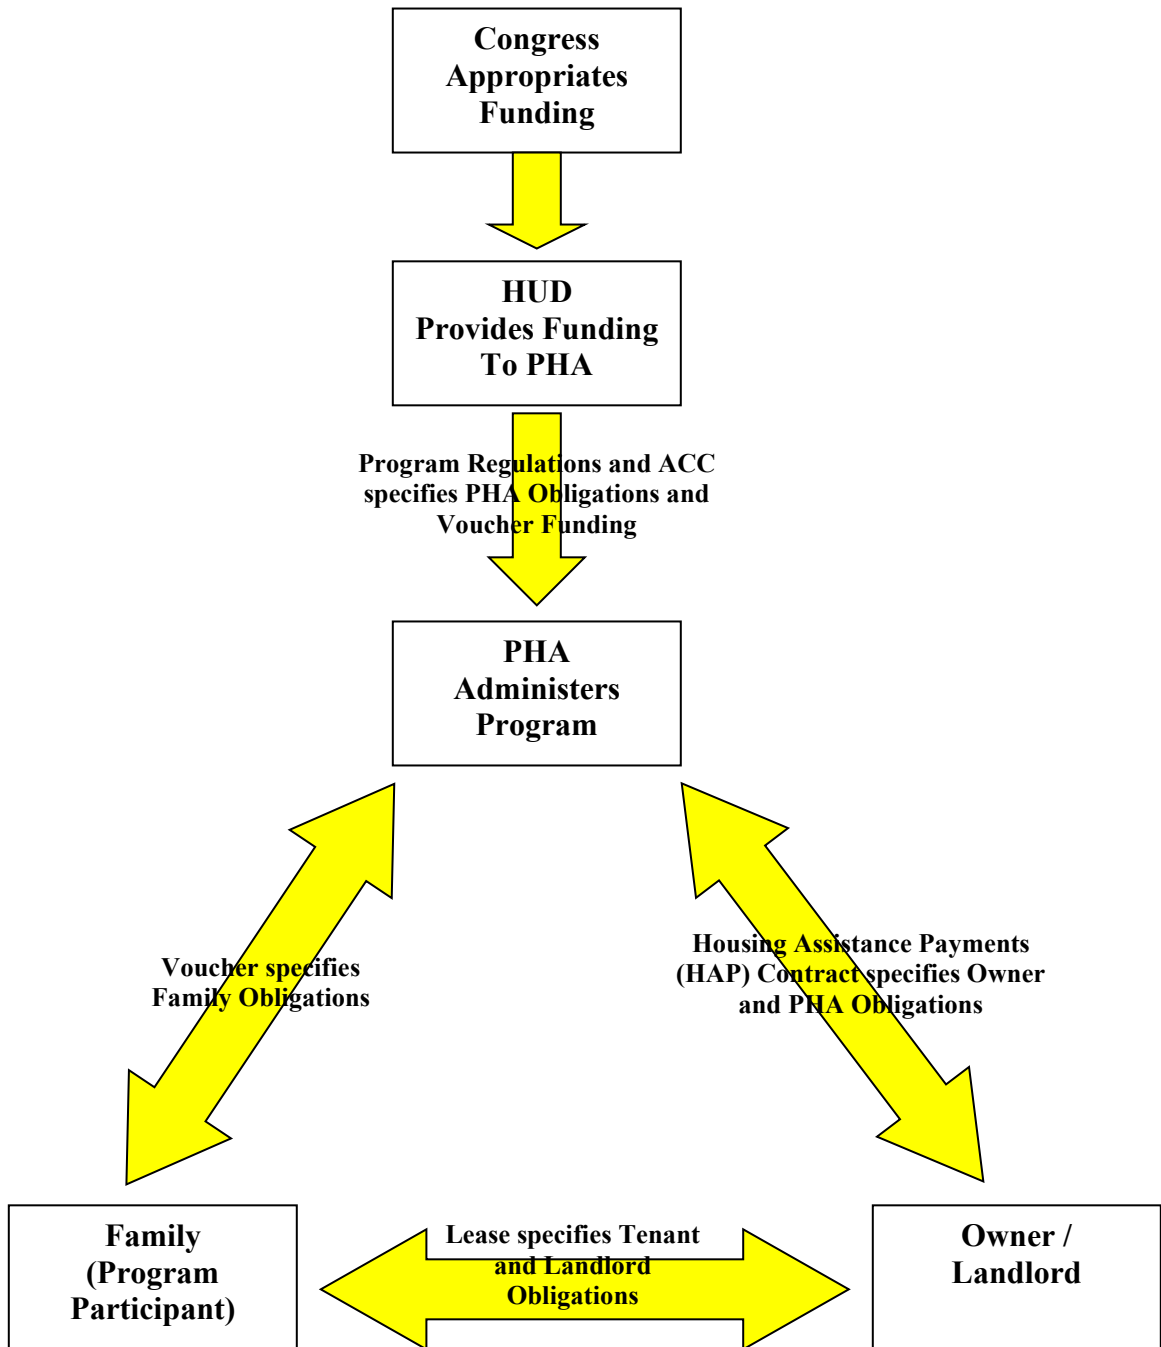 Congress
Appropriates
Funding
HUD
Provides Funding
To PHA
Program Regulations and ACC
specifies PHA Obligations and
Voucher Funding
PHA
Administers
Program
Voucher specifies
Family Obligations
Housing Assistance Payments
(HAP) Contract specifies Owner
and PHA Obligations
Family
(Program
Participant)
Lease specifies Tenant
and Landlord
Obligations
Owner /
Landlord